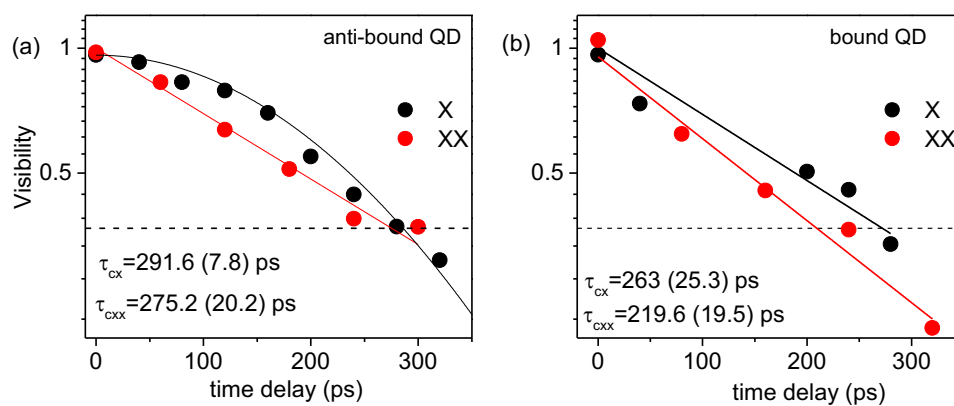 (a)
anti-bound QD
1
X
XX
Visibility
0.5
τcx=291.6 (7.8) ps
τcxx=275.2 (20.2) ps
0 100 200 300
time delay (ps)
(b)
bound QD
1
X
XX
0.5
τcx=263 (25.3) ps
τcxx=219.6 (19.5) ps
0 100 200 300
time delay (ps)